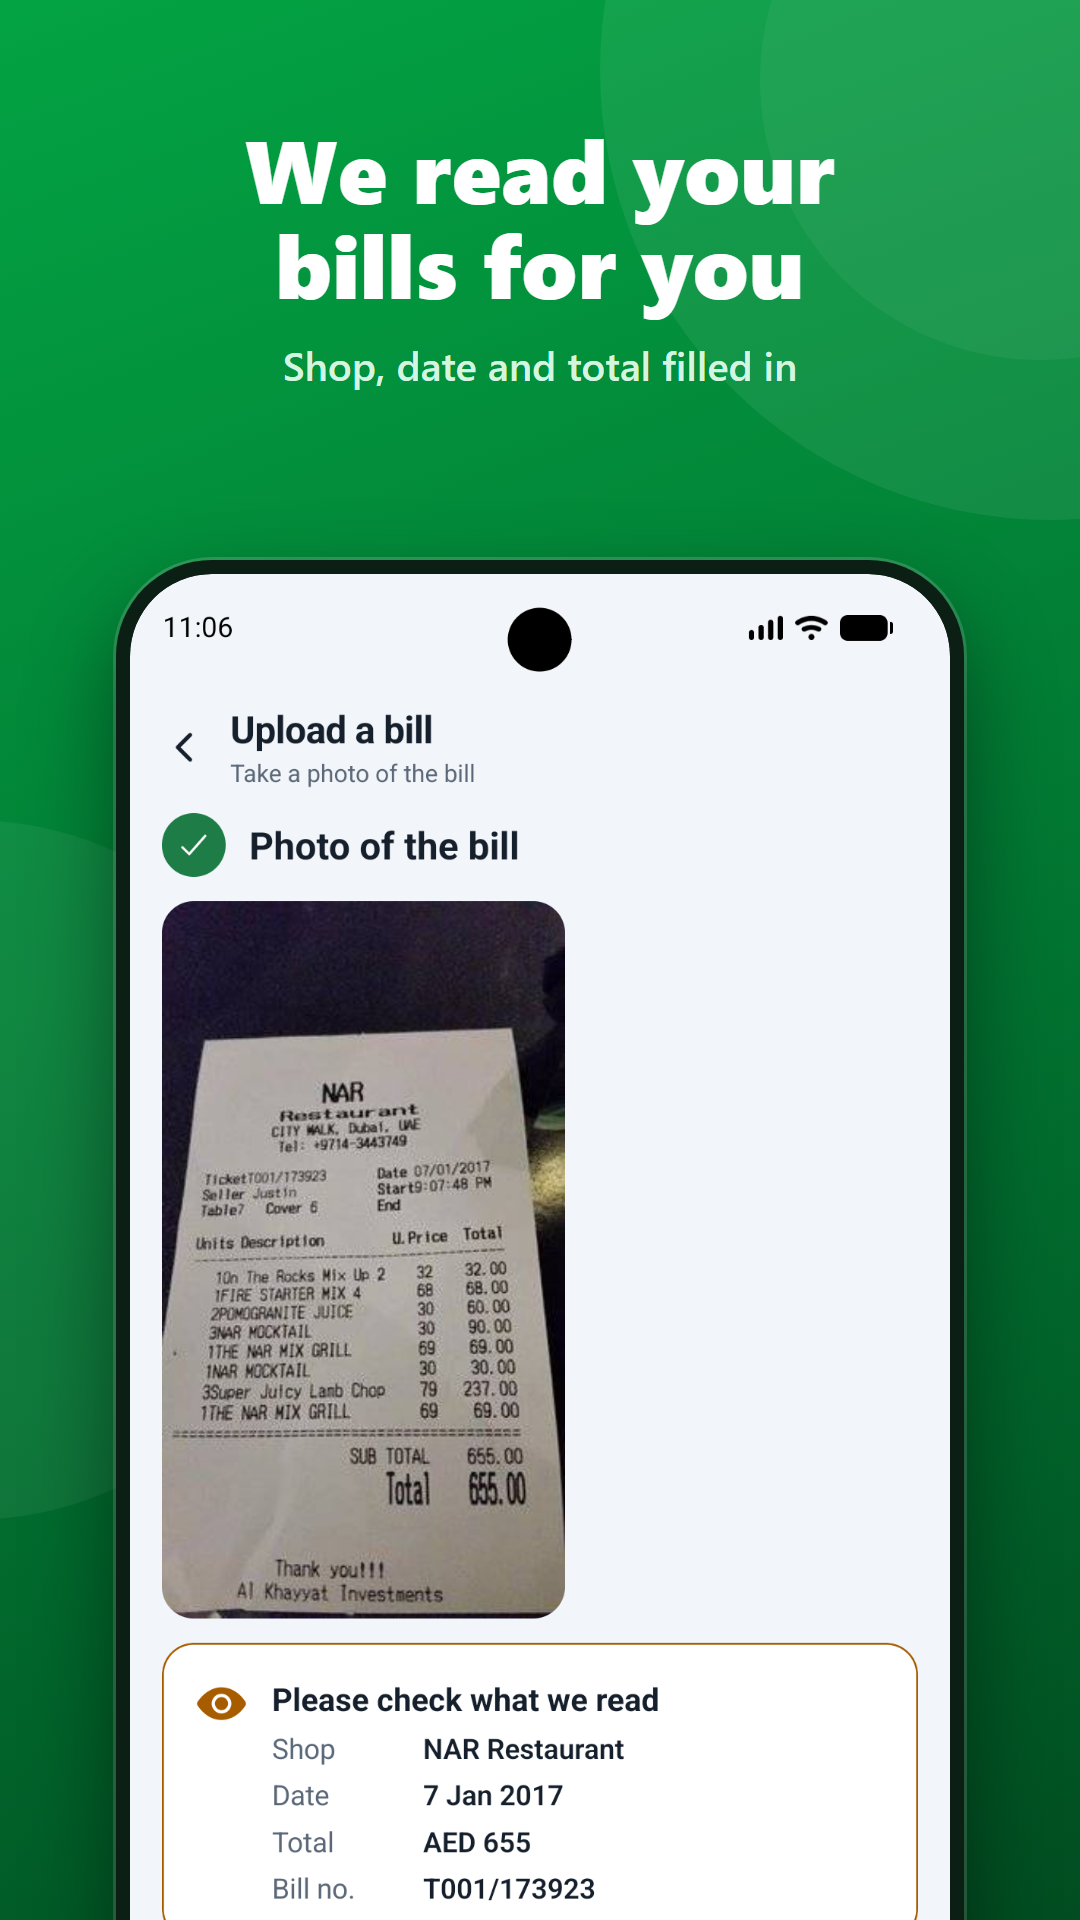 We read your
bills for you
Shop, date and total filled in
11:06
Upload a bill
Take a photo of the bill
Photo of the bill
NAR
Restaurant
CITY WALK, Dubai, UAE
Tel: +9714-3443749
TicketT001/173923 Date 07/01/2017
Seller Justin Start9:07:48 PM
Table7 Cover 6 End
Units Description U.Price Total
1On The Rocks Mix Up 2 32 32.00
1FIRE STARTER MIX 4 68 68.00
2POMOGRANITE JUICE 30 60.00
3NAR MOCKTAIL 30 90.00
1THE NAR MIX GRILL 69 69.00
1NAR MOCKTAIL 30 30.00
3Super Juicy Lamb Chop 79 237.00
1THE NAR MIX GRILL 69 69.00
SUB TOTAL 655.00
Total 655.00
Thank you!!!
Al Khayyat Investments
Please check what we read
Shop NAR Restaurant
Date 7 Jan 2017
Total AED 655
Bill no. T001/173923